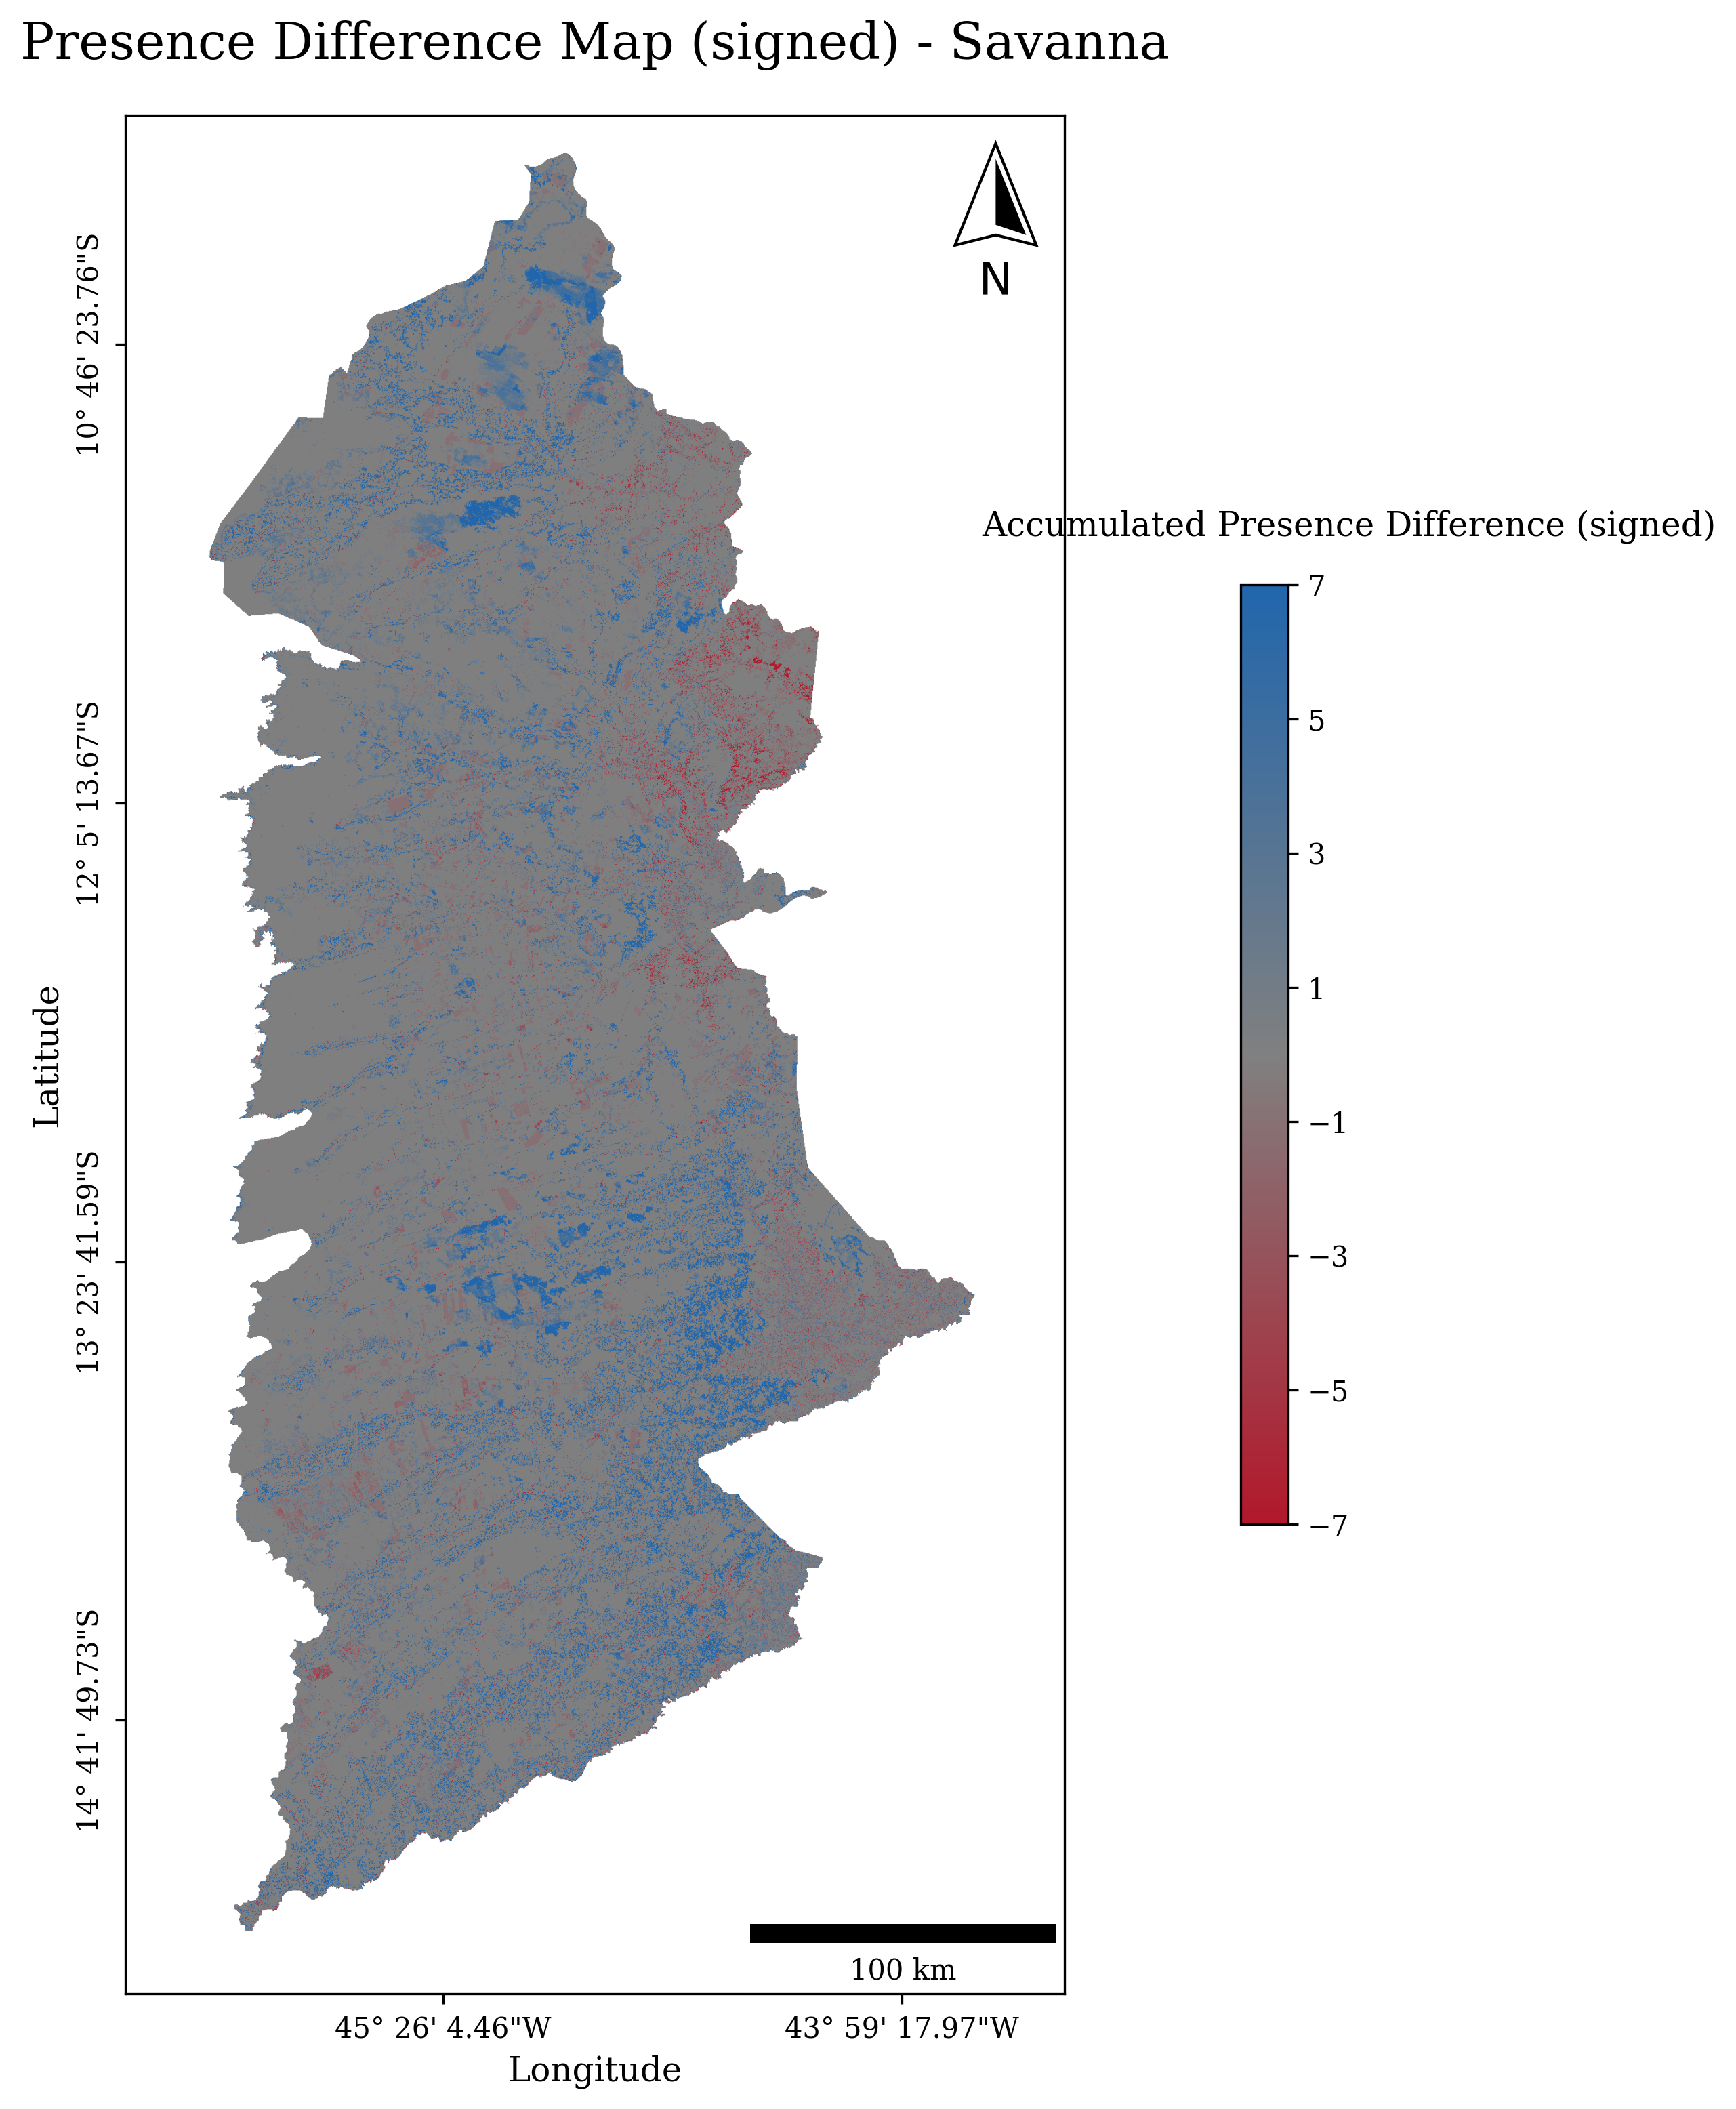 Presence Difference Map (signed) - Savanna
N
10° 46' 23.76"S
12° 5' 13.67"S
13° 23' 41.59"S
14° 41' 49.73"S
Latitude
100 km
45° 26' 4.46"W
43° 59' 17.97"W
Longitude
Accumulated Presence Difference (signed)
7
5
3
1
−1
−3
−5
−7